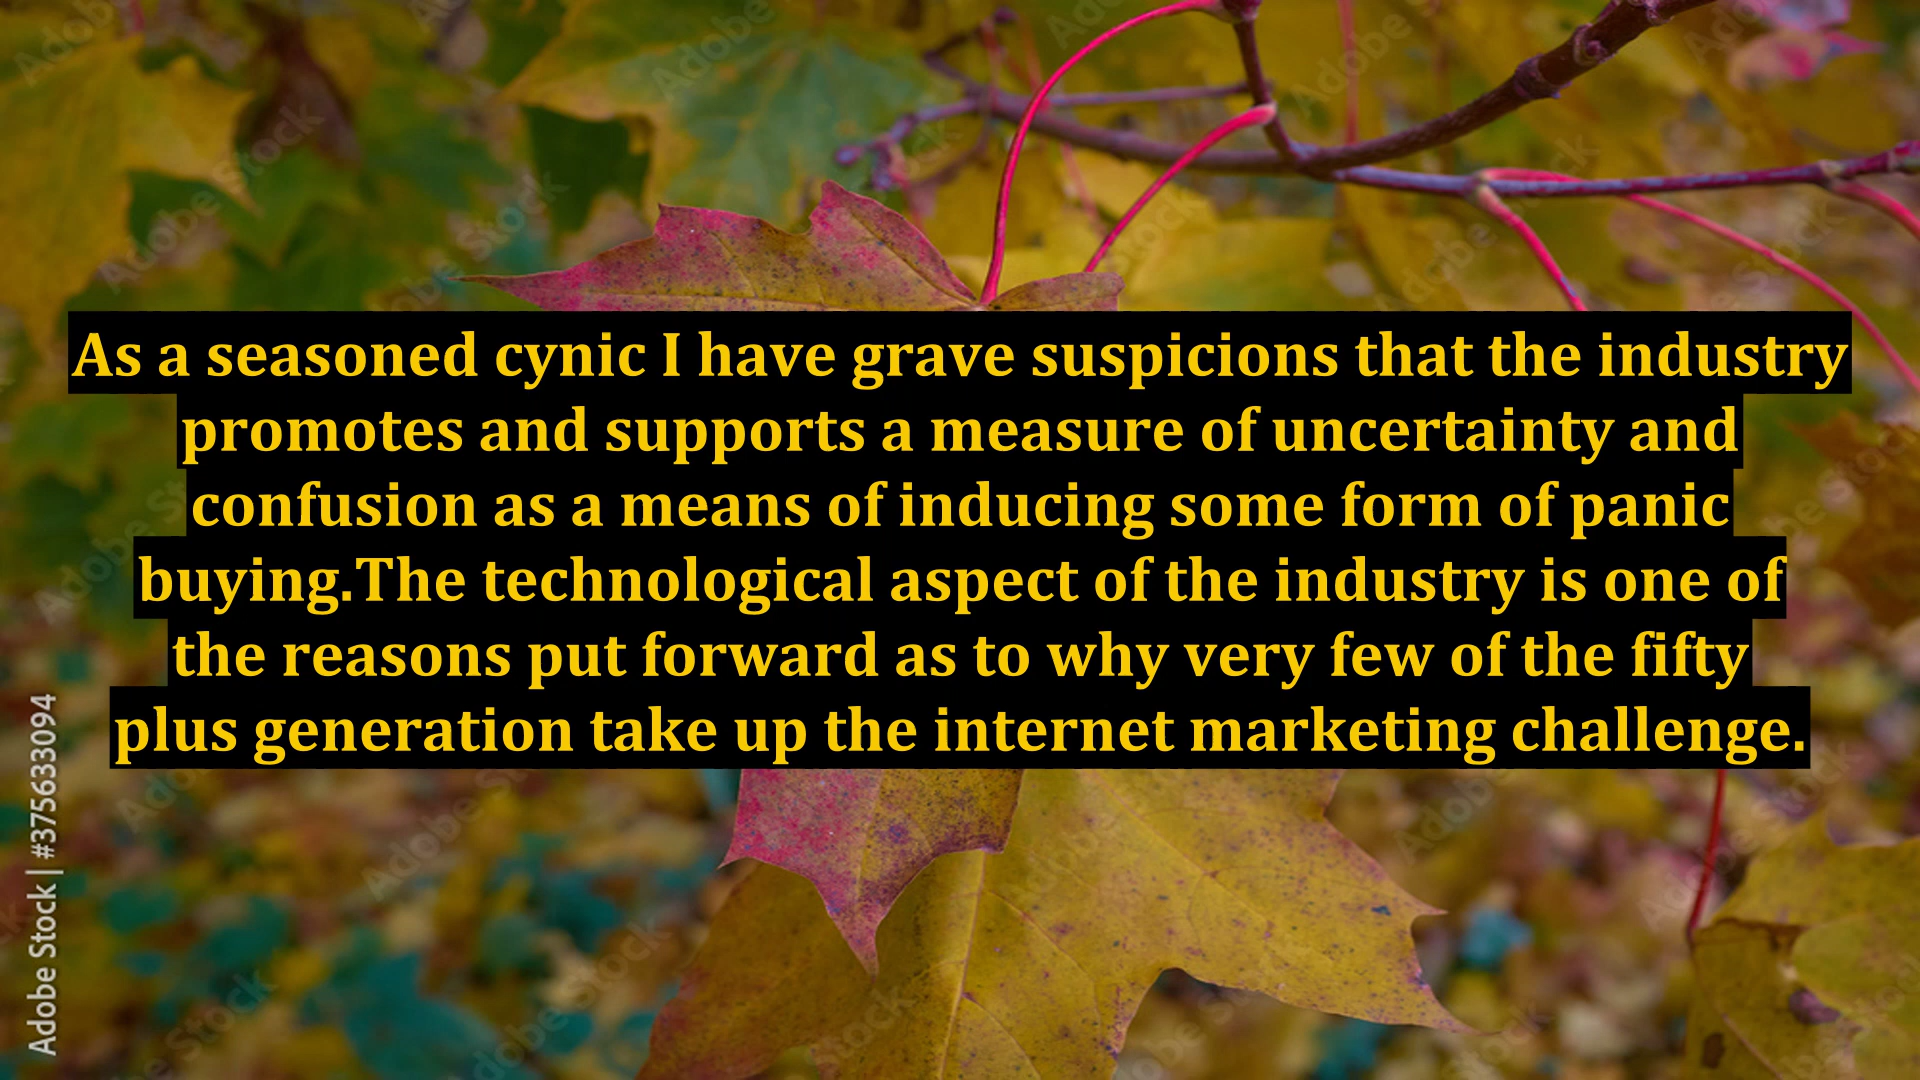 As a seasoned cynic I have grave suspicions that the industry
promotes and supports a measure of uncertainty and
confusion as a means of inducing some form of panic
buying.The technological aspect of the industry is one of
the reasons put forward as to why very few of the fifty
plus generation take up the internet marketing challenge.
Adobe Stock | #375633094